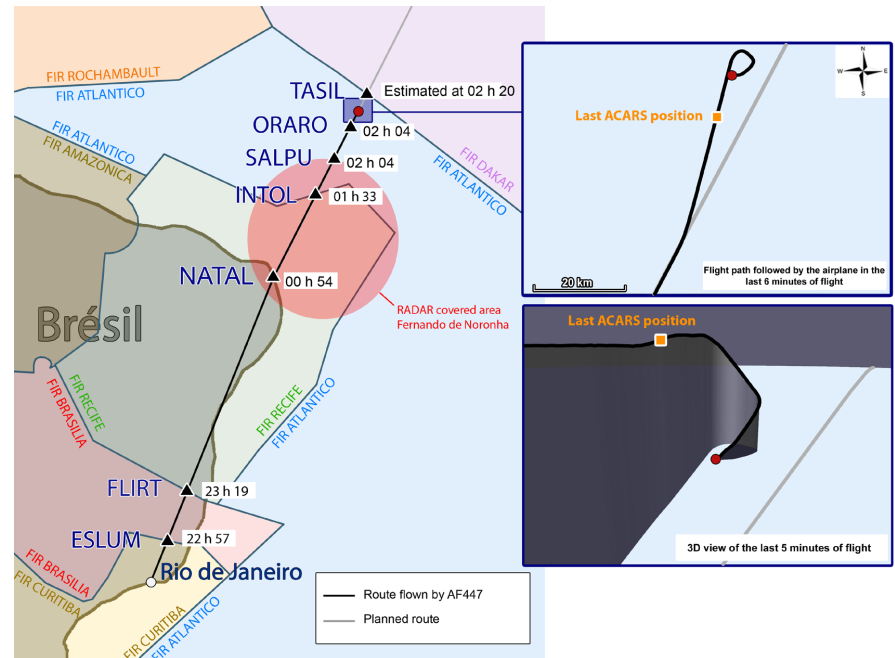 FIR ROCHAMBAULT
FIR ATLANTICO
TASIL
Estimated at 02 h 20
ORARO
02 h 04
FIR ATLANTICO
FIR AMAZONICA
SALPU
02 h 04
FIR DAKAR
FIR ATLANTICO
INTOL
01 h 33
NATAL
00 h 54
RADAR covered area
Fernando de Noronha
Brésil
FIR RECIFE
FIR BRASILIA
FIR RECIFE
FIR ATLANTICO
FLIRT
23 h 19
ESLUM
22 h 57
Rio de Janeiro
FIR BRASILIA
FIR CURITIBA
FIR CURITIBA
FIR ATLANTICO
Route flown by AF447
Planned route
N
W
E
S
Last ACARS position
20 km
Flight path followed by the airplane in the
last 6 minutes of flight
Last ACARS position
3D view of the last 5 minutes of flight